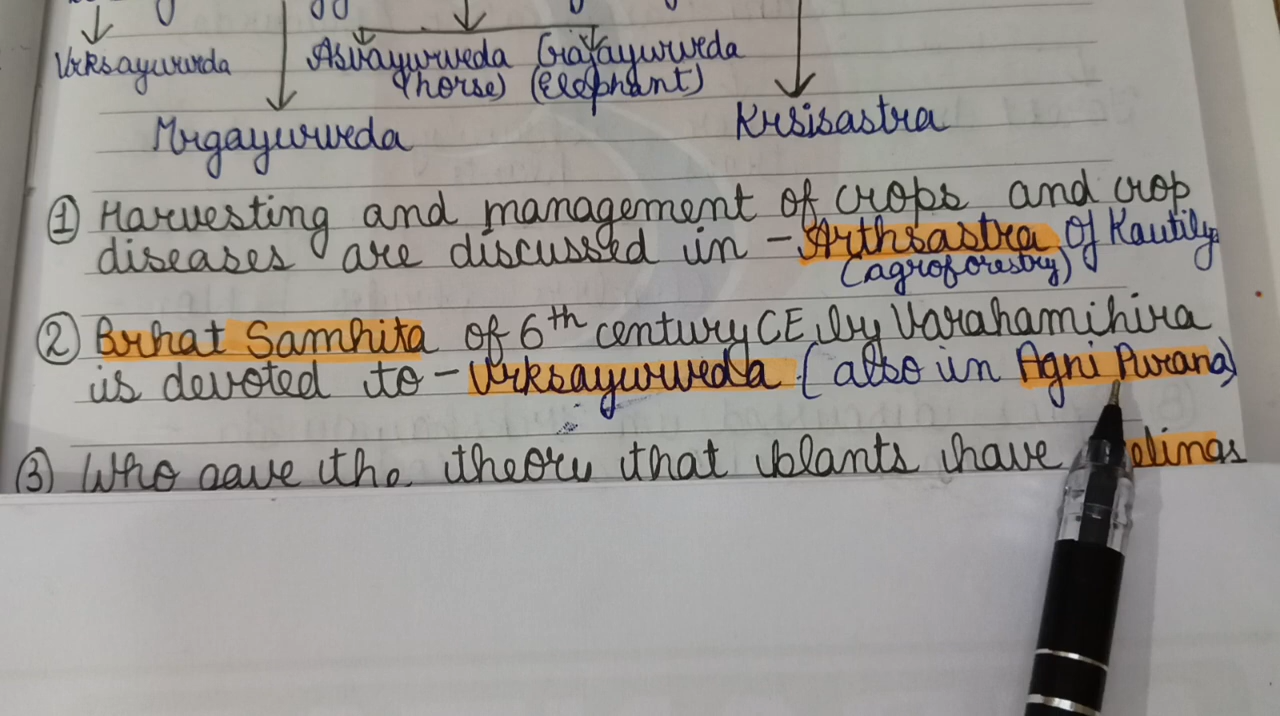 Vrksayurveda
Asvayurveda Gajayurveda
(horse) (Elephant)
Mrgayurveda
Krsisastra
① Harvesting and management of crops and crop
diseases are discussed in - Arthsastra of Kautily
(agroforestry)
② Brhat Samhita of 6th century CE by Varahamihira
is devoted to - Vrksayurveda (also in Agni Purana)
③ Who gave the theory that plants have